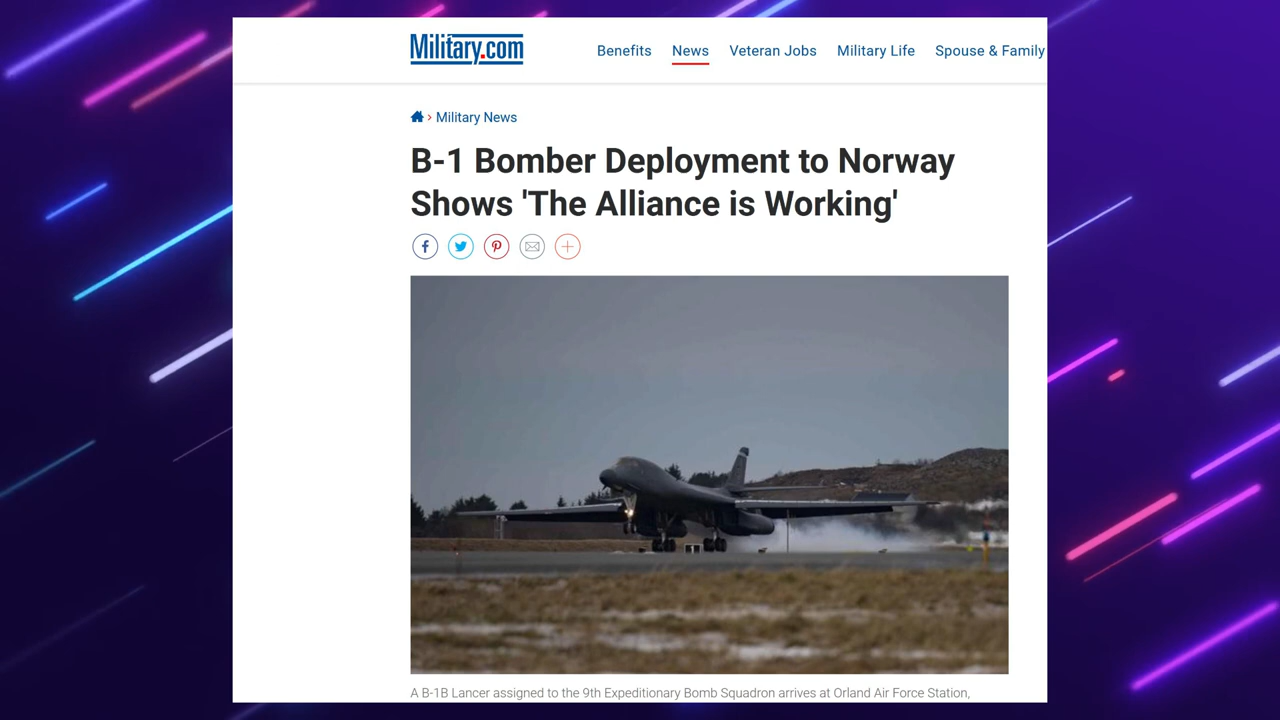 Military.com
Benefits News Veteran Jobs Military Life Spouse & Family
Military News
B-1 Bomber Deployment to Norway
Shows 'The Alliance is Working'
A B-1B Lancer assigned to the 9th Expeditionary Bomb Squadron arrives at Orland Air Force Station,